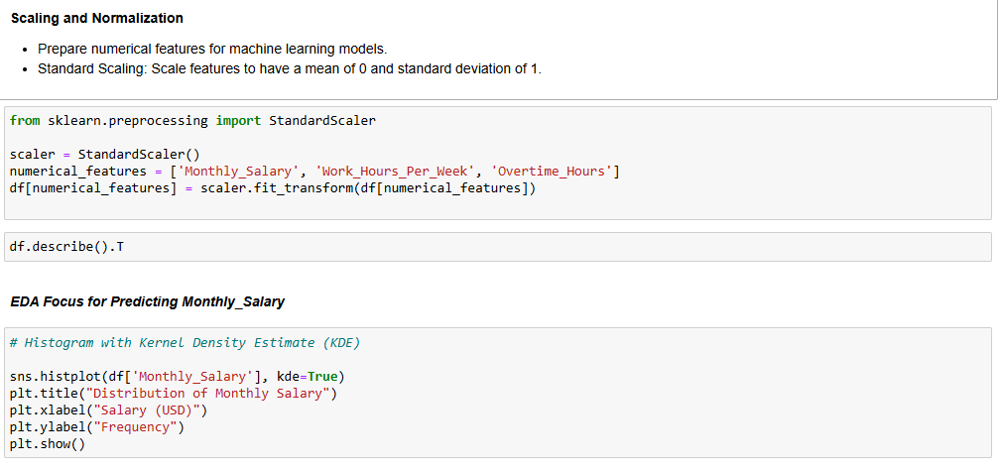 Scaling and Normalization
• Prepare numerical features for machine learning models.
• Standard Scaling: Scale features to have a mean of 0 and standard deviation of 1.
from sklearn.preprocessing import StandardScaler
scaler = StandardScaler()
numerical_features = ['Monthly_Salary', 'Work_Hours_Per_Week', 'Overtime_Hours']
df[numerical_features] = scaler.fit_transform(df[numerical_features])
df.describe().T
EDA Focus for Predicting Monthly_Salary
# Histogram with Kernel Density Estimate (KDE)
sns.histplot(df['Monthly_Salary'], kde=True)
plt.title("Distribution of Monthly Salary")
plt.xlabel("Salary (USD)")
plt.ylabel("Frequency")
plt.show()